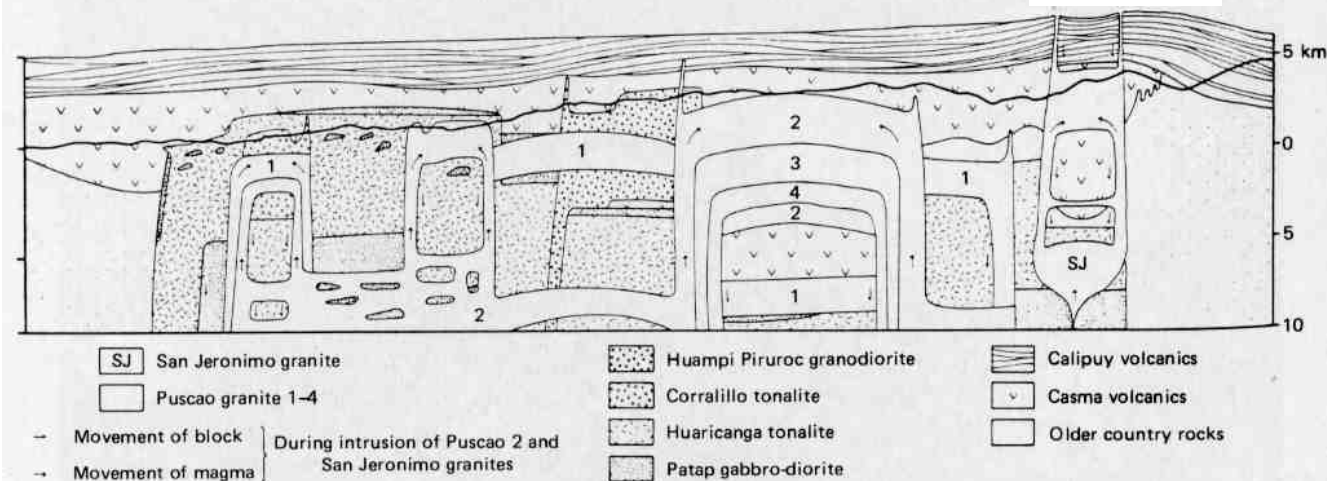 5 km
0
5
10
1
1
2
3
4
2
1
2
1
SJ
SJ San Jeronimo granite
Puscao granite 1–4
→ Movement of block
→ Movement of magma
During intrusion of Puscao 2 and
San Jeronimo granites
Huampi Piruroc granodiorite
Corralillo tonalite
Huaricanga tonalite
Patap gabbro-diorite
Calipuy volcanics
Casma volcanics
Older country rocks